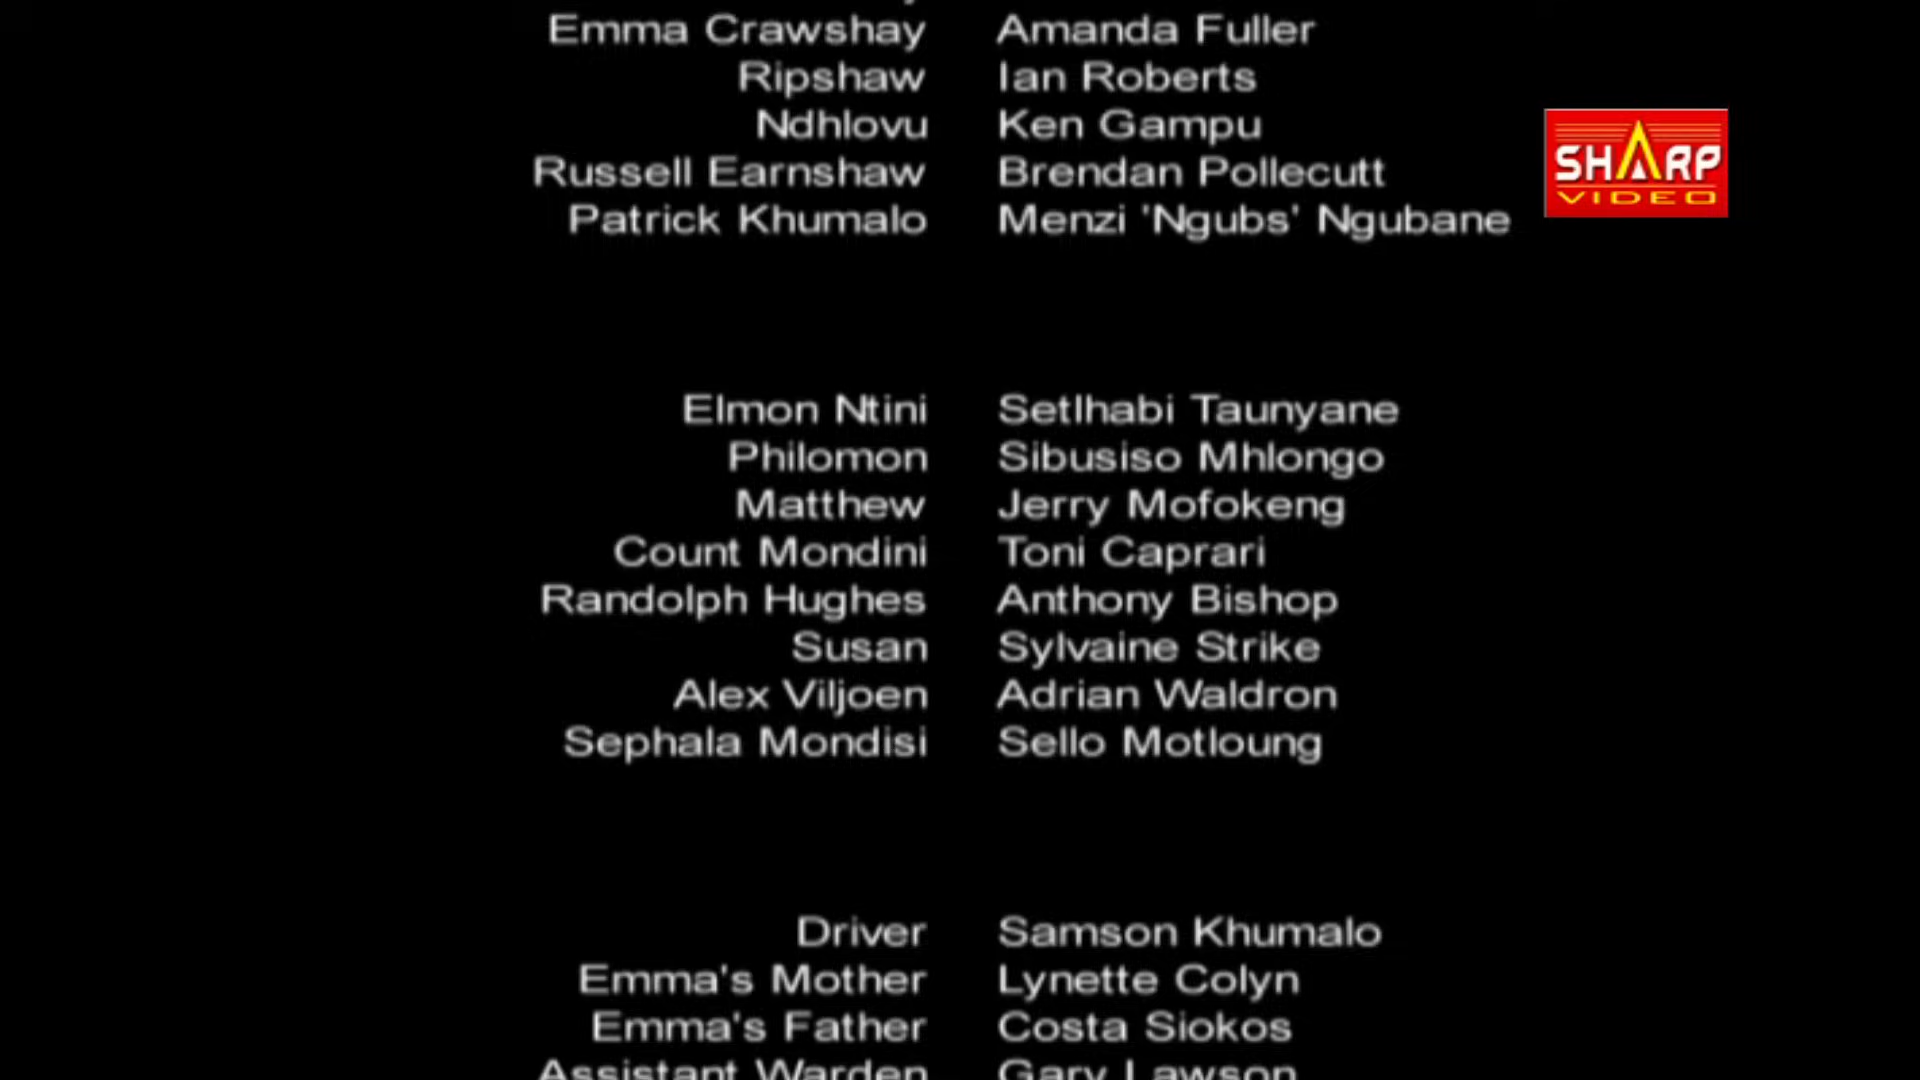 Emma Crawshay Amanda Fuller
Ripshaw Ian Roberts
Ndhlovu Ken Gampu
Russell Earnshaw Brendan Pollecutt
Patrick Khumalo Menzi 'Ngubs' Ngubane
SHARP
VIDEO
Elmon Ntini Setlhabi Taunyane
Philomon Sibusiso Mhlongo
Matthew Jerry Mofokeng
Count Mondini Toni Caprari
Randolph Hughes Anthony Bishop
Susan Sylvaine Strike
Alex Viljoen Adrian Waldron
Sephala Mondisi Sello Motloung
Driver Samson Khumalo
Emma's Mother Lynette Colyn
Emma's Father Costa Siokos
Assistant Warden Gary Lawson